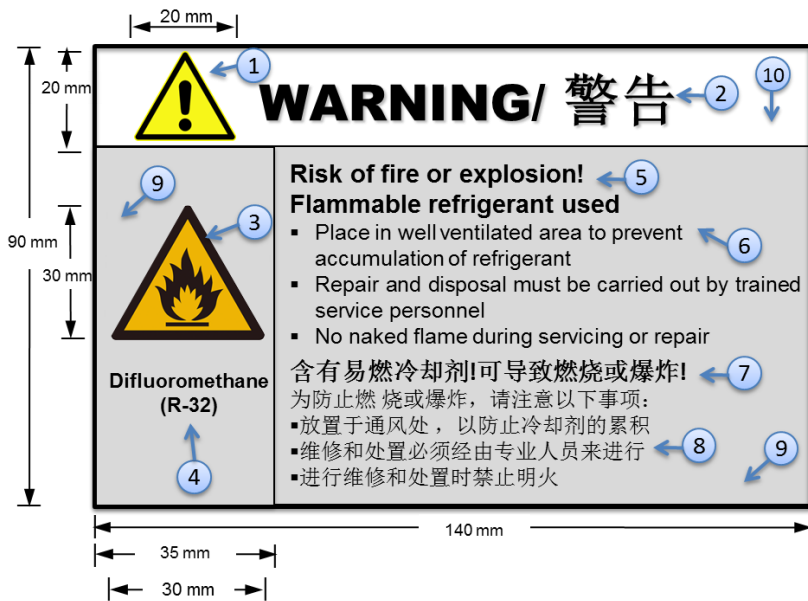 20 mm
1
WARNING/ 警告
2
10
20 mm
9
Risk of fire or explosion!
5
Flammable refrigerant used
3
▪ Place in well ventilated area to prevent
6
accumulation of refrigerant
90 mm
30 mm
▪ Repair and disposal must be carried out by trained
service personnel
▪ No naked flame during servicing or repair
Difluoromethane
(R-32)
4
含有易燃冷却剂!可导致燃烧或爆炸!
7
为防止燃 烧或爆炸，请注意以下事项：
▪放置于通风处，以防止冷却剂的累积
▪维修和处置必须经由专业人员来进行
8
9
▪进行维修和处置时禁止明火
140 mm
35 mm
30 mm